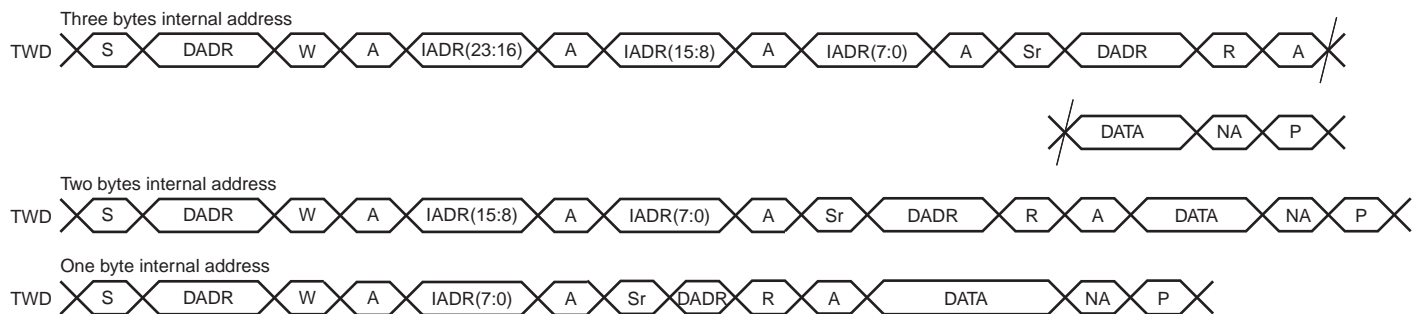 Three bytes internal address
TWD S DADR W A IADR(23:16) A IADR(15:8) A IADR(7:0) A Sr DADR R A
DATA NA P
Two bytes internal address
TWD S DADR W A IADR(15:8) A IADR(7:0) A Sr DADR R A DATA NA P
One byte internal address
TWD S DADR W A IADR(7:0) A Sr DADR R A DATA NA P